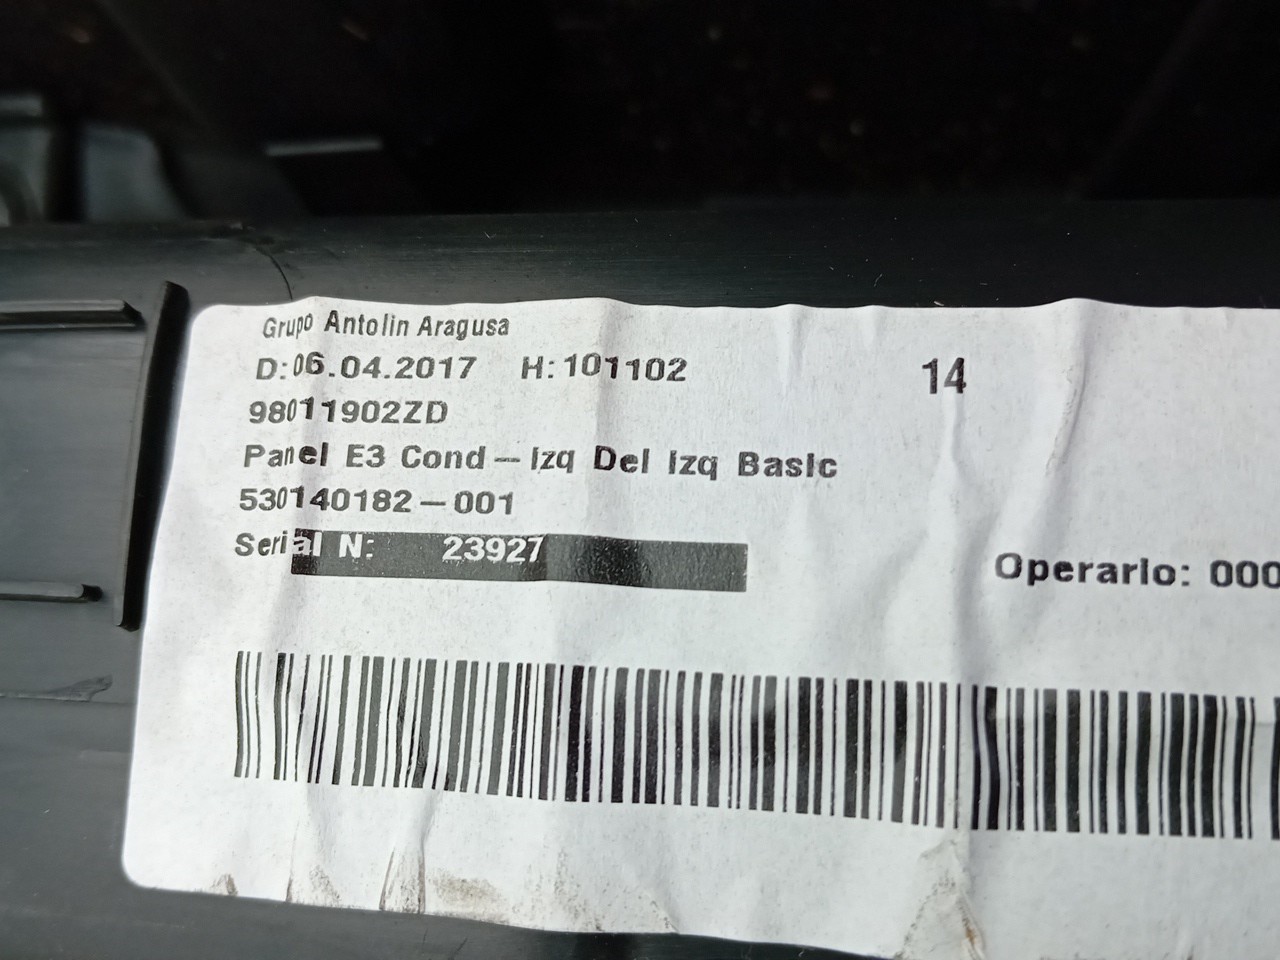 Grupo Antolin Aragusa
D:06.04.2017 H:101102
14
98011902ZD
Panel E3 Cond-Izq Del Izq Basic
530140182-001
Serial N: 23927
Operario: 000